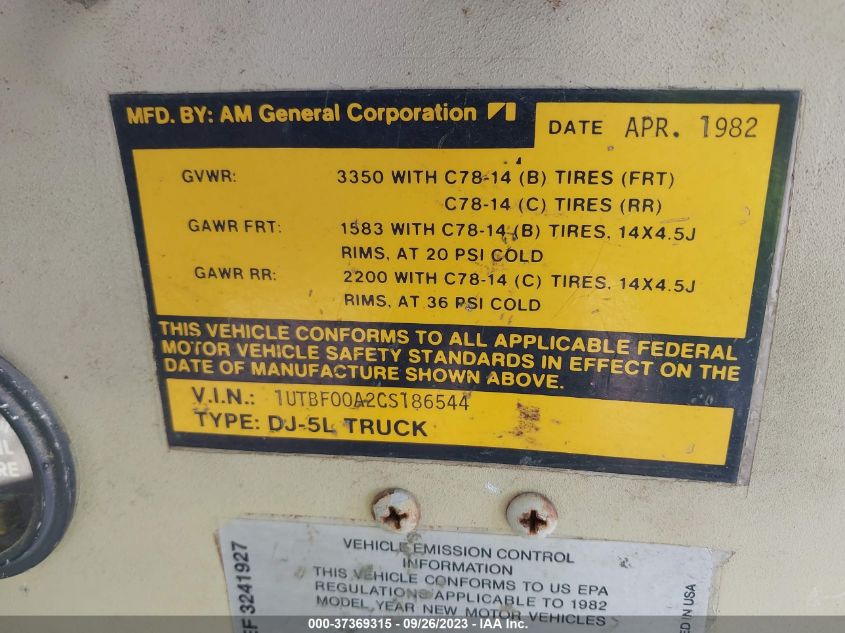 MFD. BY: AM General Corporation
DATE APR. 1982
GVWR: 3350 WITH C78-14 (B) TIRES (FRT)
C78-14 (C) TIRES (RR)
GAWR FRT: 1583 WITH C78-14 (B) TIRES, 14X4.5J
RIMS, AT 20 PSI COLD
GAWR RR: 2200 WITH C78-14 (C) TIRES, 14X4.5J
RIMS, AT 36 PSI COLD
THIS VEHICLE CONFORMS TO ALL APPLICABLE FEDERAL
MOTOR VEHICLE SAFETY STANDARDS IN EFFECT ON THE
DATE OF MANUFACTURE SHOWN ABOVE.
V.I.N.: 1UTBF00A2CS186544
TYPE: DJ-5L TRUCK
VEHICLE EMISSION CONTROL
INFORMATION
THIS VEHICLE CONFORMS TO US EPA
REGULATIONS APPLICABLE TO 1982
MODEL YEAR NEW MOTOR VEHICLES
EF 3241927
IN USA
000-37369315 - 09/26/2023 - IAA Inc.